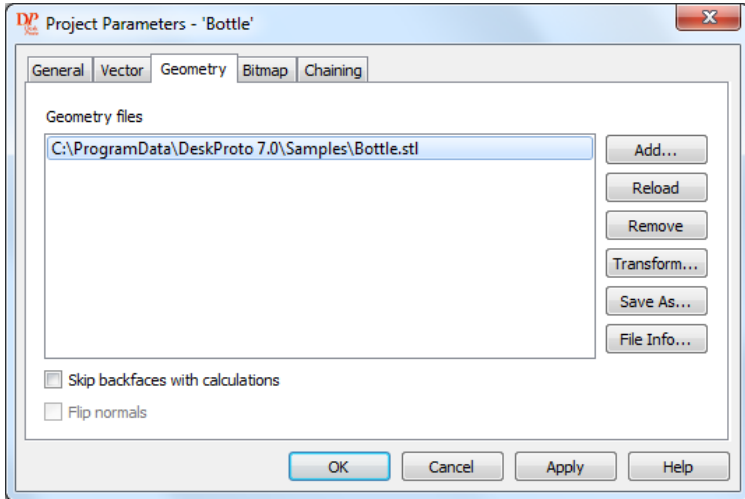 DP Project Parameters - 'Bottle'
General Vector Geometry Bitmap Chaining
Geometry files
C:\ProgramData\DeskProto 7.0\Samples\Bottle.stl
Add...
Reload
Remove
Transform...
Save As...
File Info...
Skip backfaces with calculations
Flip normals
OK Cancel Apply Help